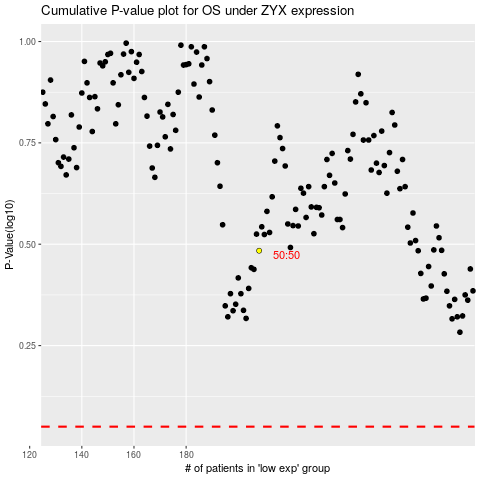 Cumulative P-value plot for OS under ZYX expression
P-Value(log10)
1.00
0.75
0.50
0.25
50:50
120 140 160 180
# of patients in 'low exp' group